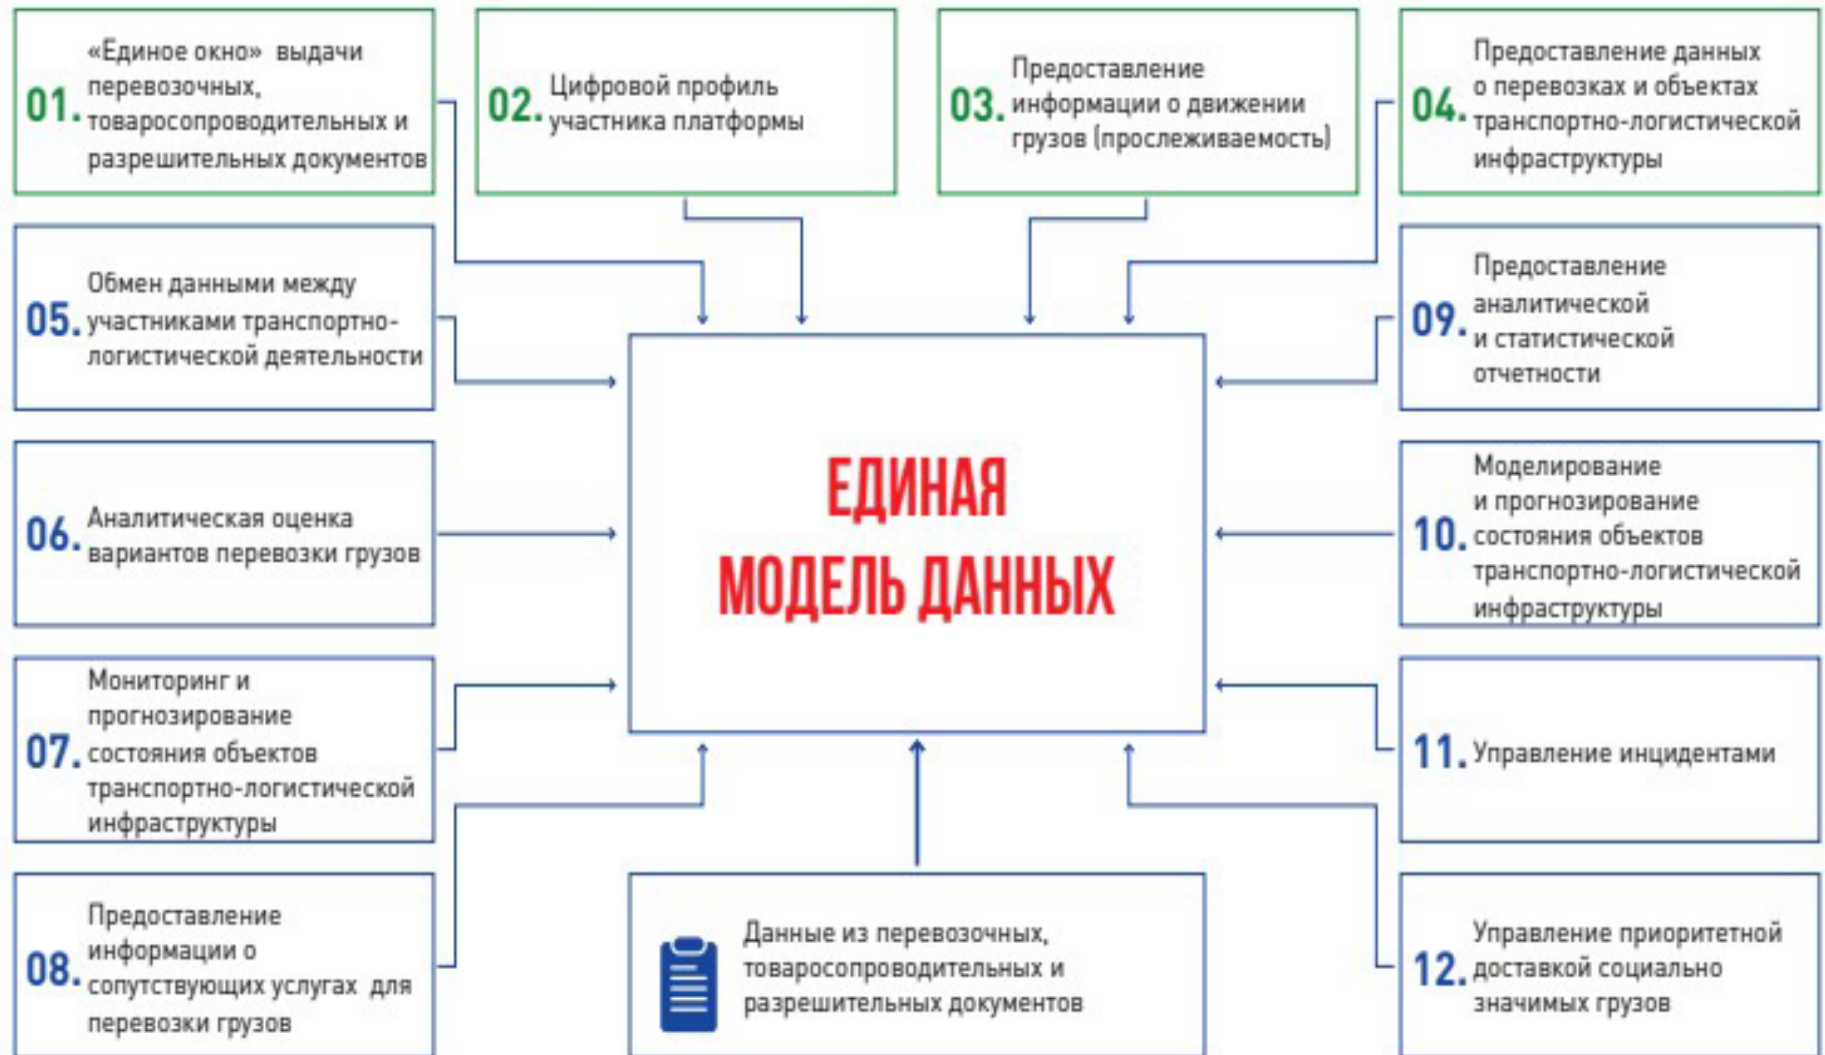 01.
«Единое окно» выдачи
перевозочных,
товаросопроводительных и
разрешительных документов
02.
Цифровой профиль
участника платформы
03.
Предоставление
информации о движении
грузов (прослеживаемость)
04.
Предоставление данных
о перевозках и объектах
транспортно-логистической
инфраструктуры
05.
Обмен данными между
участниками транспортно-
логистической деятельности
09.
Предоставление
аналитической
и статистической
отчетности
06.
Аналитическая оценка
вариантов перевозки грузов
ЕДИНАЯ
МОДЕЛЬ ДАННЫХ
10.
Моделирование
и прогнозирование
состояния объектов
транспортно-логистической
инфраструктуры
07.
Мониторинг и
прогнозирование
состояния объектов
транспортно-логистической
инфраструктуры
11.
Управление инцидентами
08.
Предоставление
информации о
сопутствующих услугах для
перевозки грузов
Данные из перевозочных,
товаросопроводительных и
разрешительных документов
12.
Управление приоритетной
доставкой социально
значимых грузов